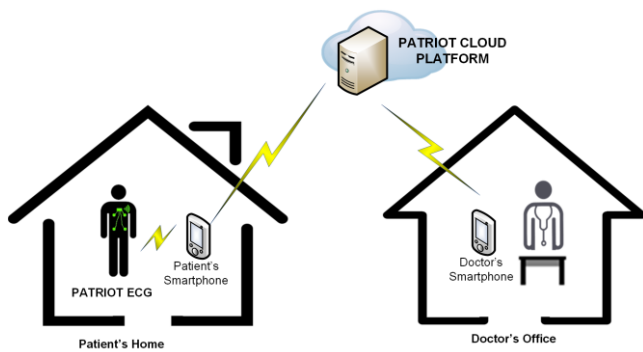 PATRIOT CLOUD
PLATFORM
PATRIOT ECG
Patient's
Smartphone
Patient's Home
Doctor's
Smartphone
Doctor's Office